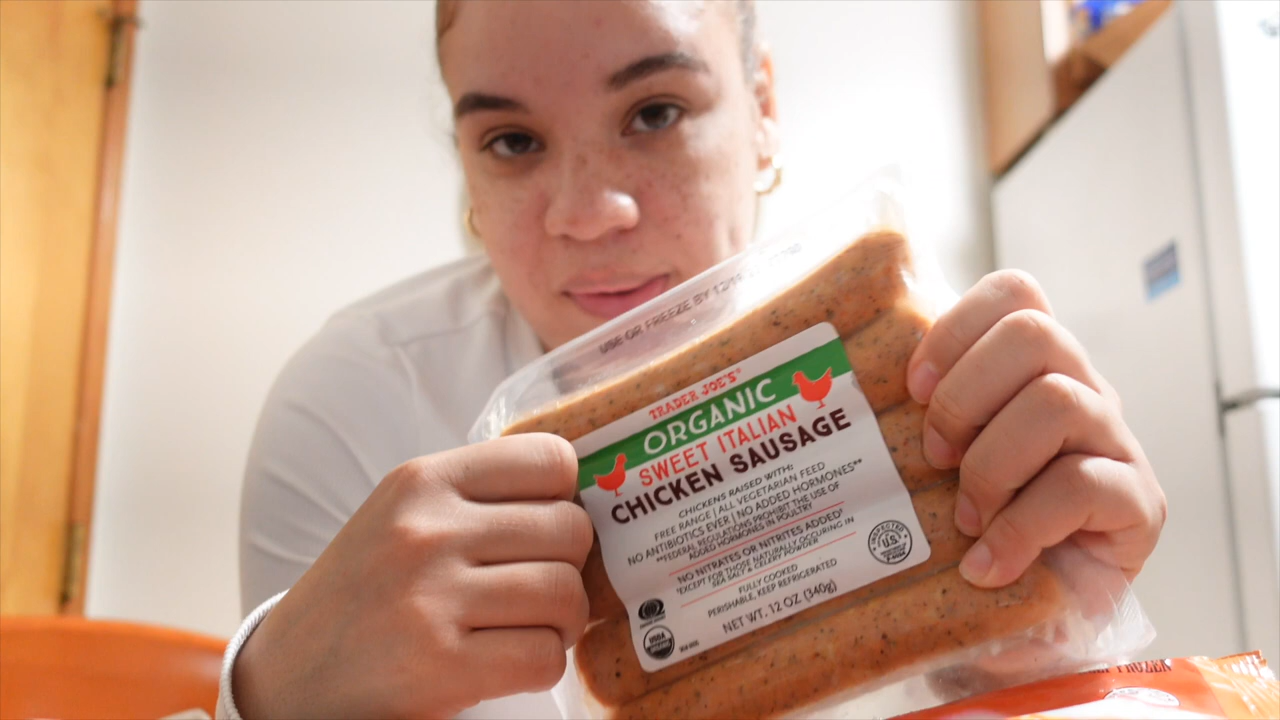 USE OR FREEZE BY
TRADER JOE'S®
ORGANIC
SWEET ITALIAN
CHICKEN SAUSAGE
CHICKENS RAISED WITH:
FREE RANGE | ALL VEGETARIAN FEED
NO ANTIBIOTICS EVER | NO ADDED HORMONES**
**FEDERAL REGULATIONS PROHIBIT THE USE OF
ADDED HORMONES IN POULTRY
NO NITRATES OR NITRITES ADDED*
*EXCEPT FOR THOSE NATURALLY OCCURING IN
SEA SALT & CELERY POWDER
FULLY COOKED
PERISHABLE, KEEP REFRIGERATED
NET WT. 12 OZ (340g)
INSPECTED
U.S.
USDA
FROZEN